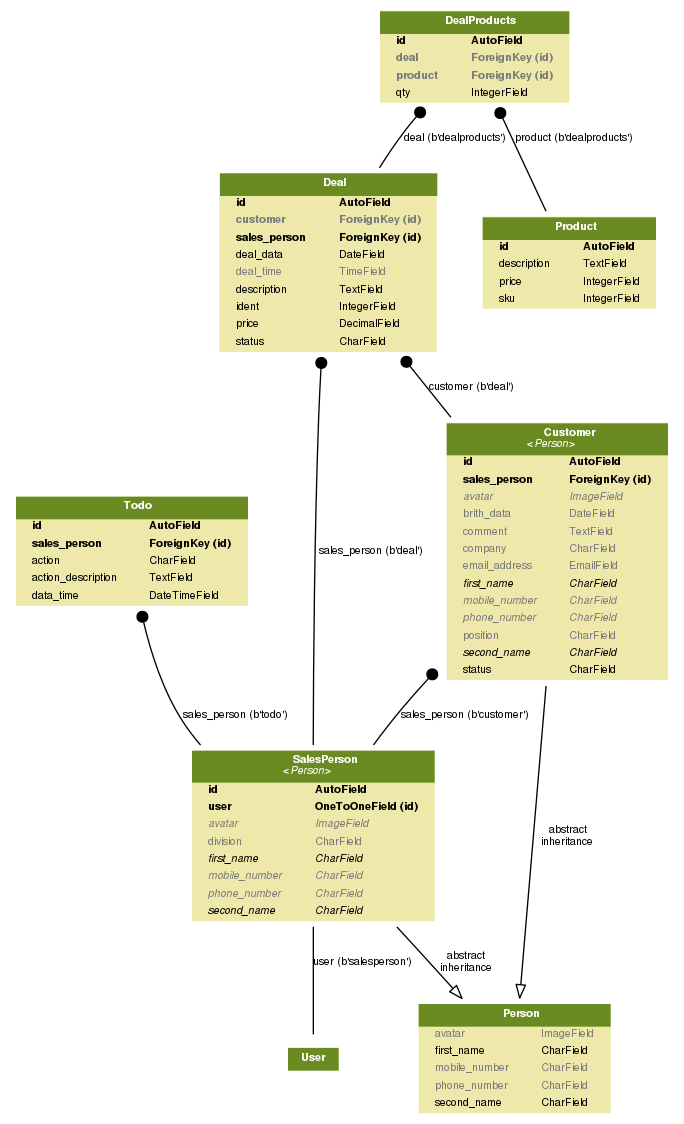 DealProducts
id AutoField
deal ForeignKey (id)
product ForeignKey (id)
qty IntegerField
deal (b'dealproducts') product (b'dealproducts')
Deal
id AutoField
customer ForeignKey (id)
sales_person ForeignKey (id)
deal_data DateField
deal_time TimeField
description TextField
ident IntegerField
price DecimalField
status CharField
Product
id AutoField
description TextField
price IntegerField
sku IntegerField
customer (b'deal')
Customer
<Person>
id AutoField
sales_person ForeignKey (id)
avatar ImageField
brith_data DateField
comment TextField
company CharField
email_address EmailField
first_name CharField
mobile_number CharField
phone_number CharField
position CharField
second_name CharField
status CharField
Todo
id AutoField
sales_person ForeignKey (id)
action CharField
action_description TextField
data_time DateTimeField
sales_person (b'deal')
sales_person (b'todo')
sales_person (b'customer')
SalesPerson
<Person>
id AutoField
user OneToOneField (id)
avatar ImageField
division CharField
first_name CharField
mobile_number CharField
phone_number CharField
second_name CharField
abstract
inheritance
user (b'salesperson')
abstract
inheritance
User
Person
avatar ImageField
first_name CharField
mobile_number CharField
phone_number CharField
second_name CharField